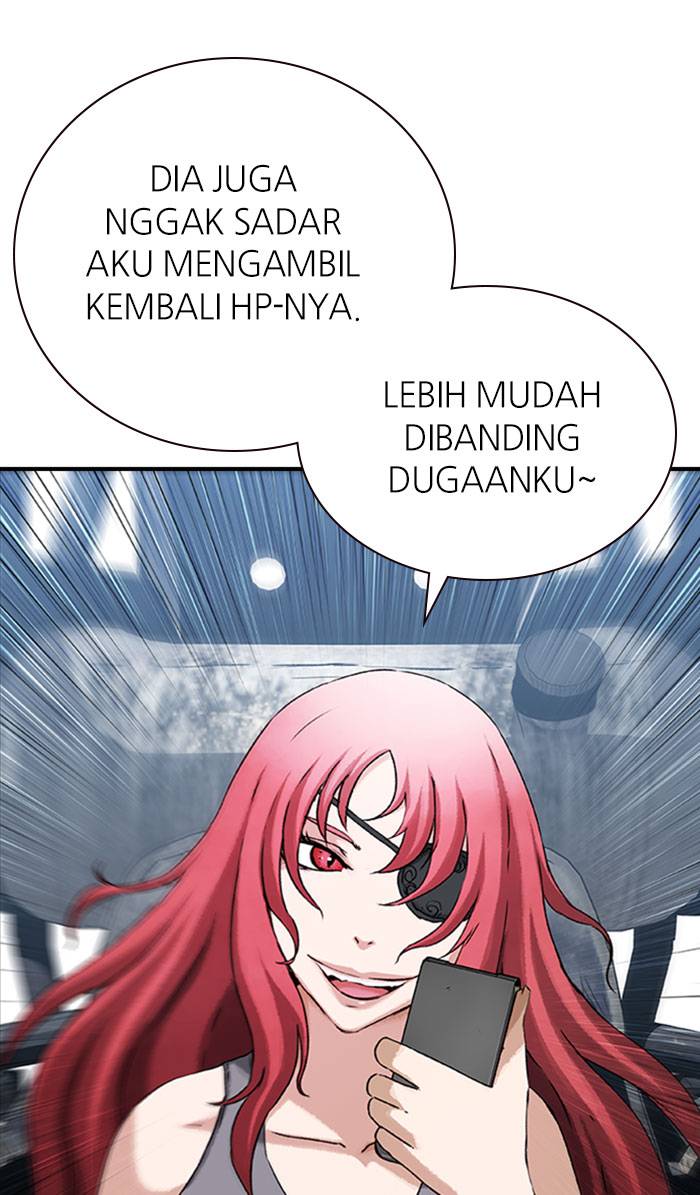 DIA JUGA
NGGAK SADAR
AKU MENGAMBIL
KEMBALI HP-NYA.
LEBIH MUDAH
DIBANDING
DUGAANKU~